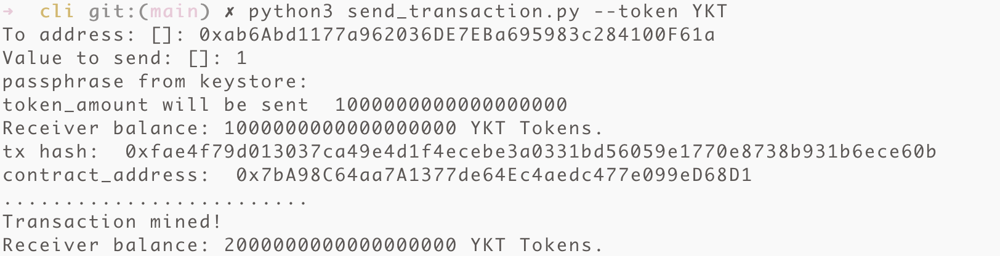 ➜  cli git:(main) ✗ python3 send_transaction.py --token YKT
To address: []: 0xab6Abd1177a962036DE7EBa695983c284100F61a
Value to send: []: 1
passphrase from keystore:
token_amount will be sent  1000000000000000000
Receiver balance: 1000000000000000000 YKT Tokens.
tx hash:  0xfae4f79d013037ca49e4d1f4ecebe3a0331bd56059e1770e8738b931b6ece60b
contract_address:  0x7bA98C64aa7A1377de64Ec4aedc477e099eD68D1
.........................
Transaction mined!
Receiver balance: 2000000000000000000 YKT Tokens.